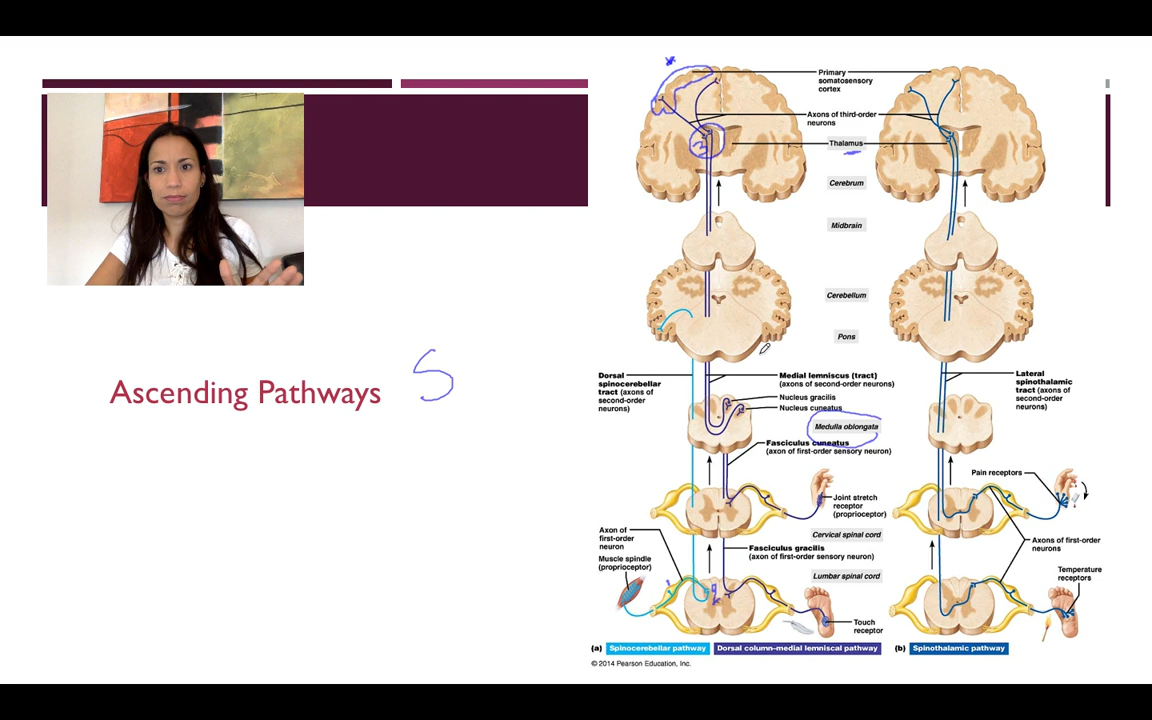 Ascending Pathways
S
Primary
somatosensory
cortex
Axons of third-order
neurons
3
Thalamus
Cerebrum
Midbrain
Cerebellum
Pons
Dorsal
spinocerebellar
tract (axons of
second-order
neurons)
Medial lemniscus (tract)
(axons of second-order neurons)
Nucleus gracilis
Nucleus cuneatus
Medulla oblongata
Fasciculus cuneatus
(axon of first-order sensory neuron)
Joint stretch
receptor
(proprioceptor)
Cervical spinal cord
Axon of
first-order
neuron
Muscle spindle
(proprioceptor)
Fasciculus gracilis
(axon of first-order sensory neuron)
Lumbar spinal cord
Touch
receptor
Lateral
spinothalamic
tract (axons of
second-order
neurons)
Pain receptors
Axons of first-order
neurons
Temperature
receptors
(a) Spinocerebellar pathway Dorsal column–medial lemniscal pathway (b) Spinothalamic pathway
© 2014 Pearson Education, Inc.